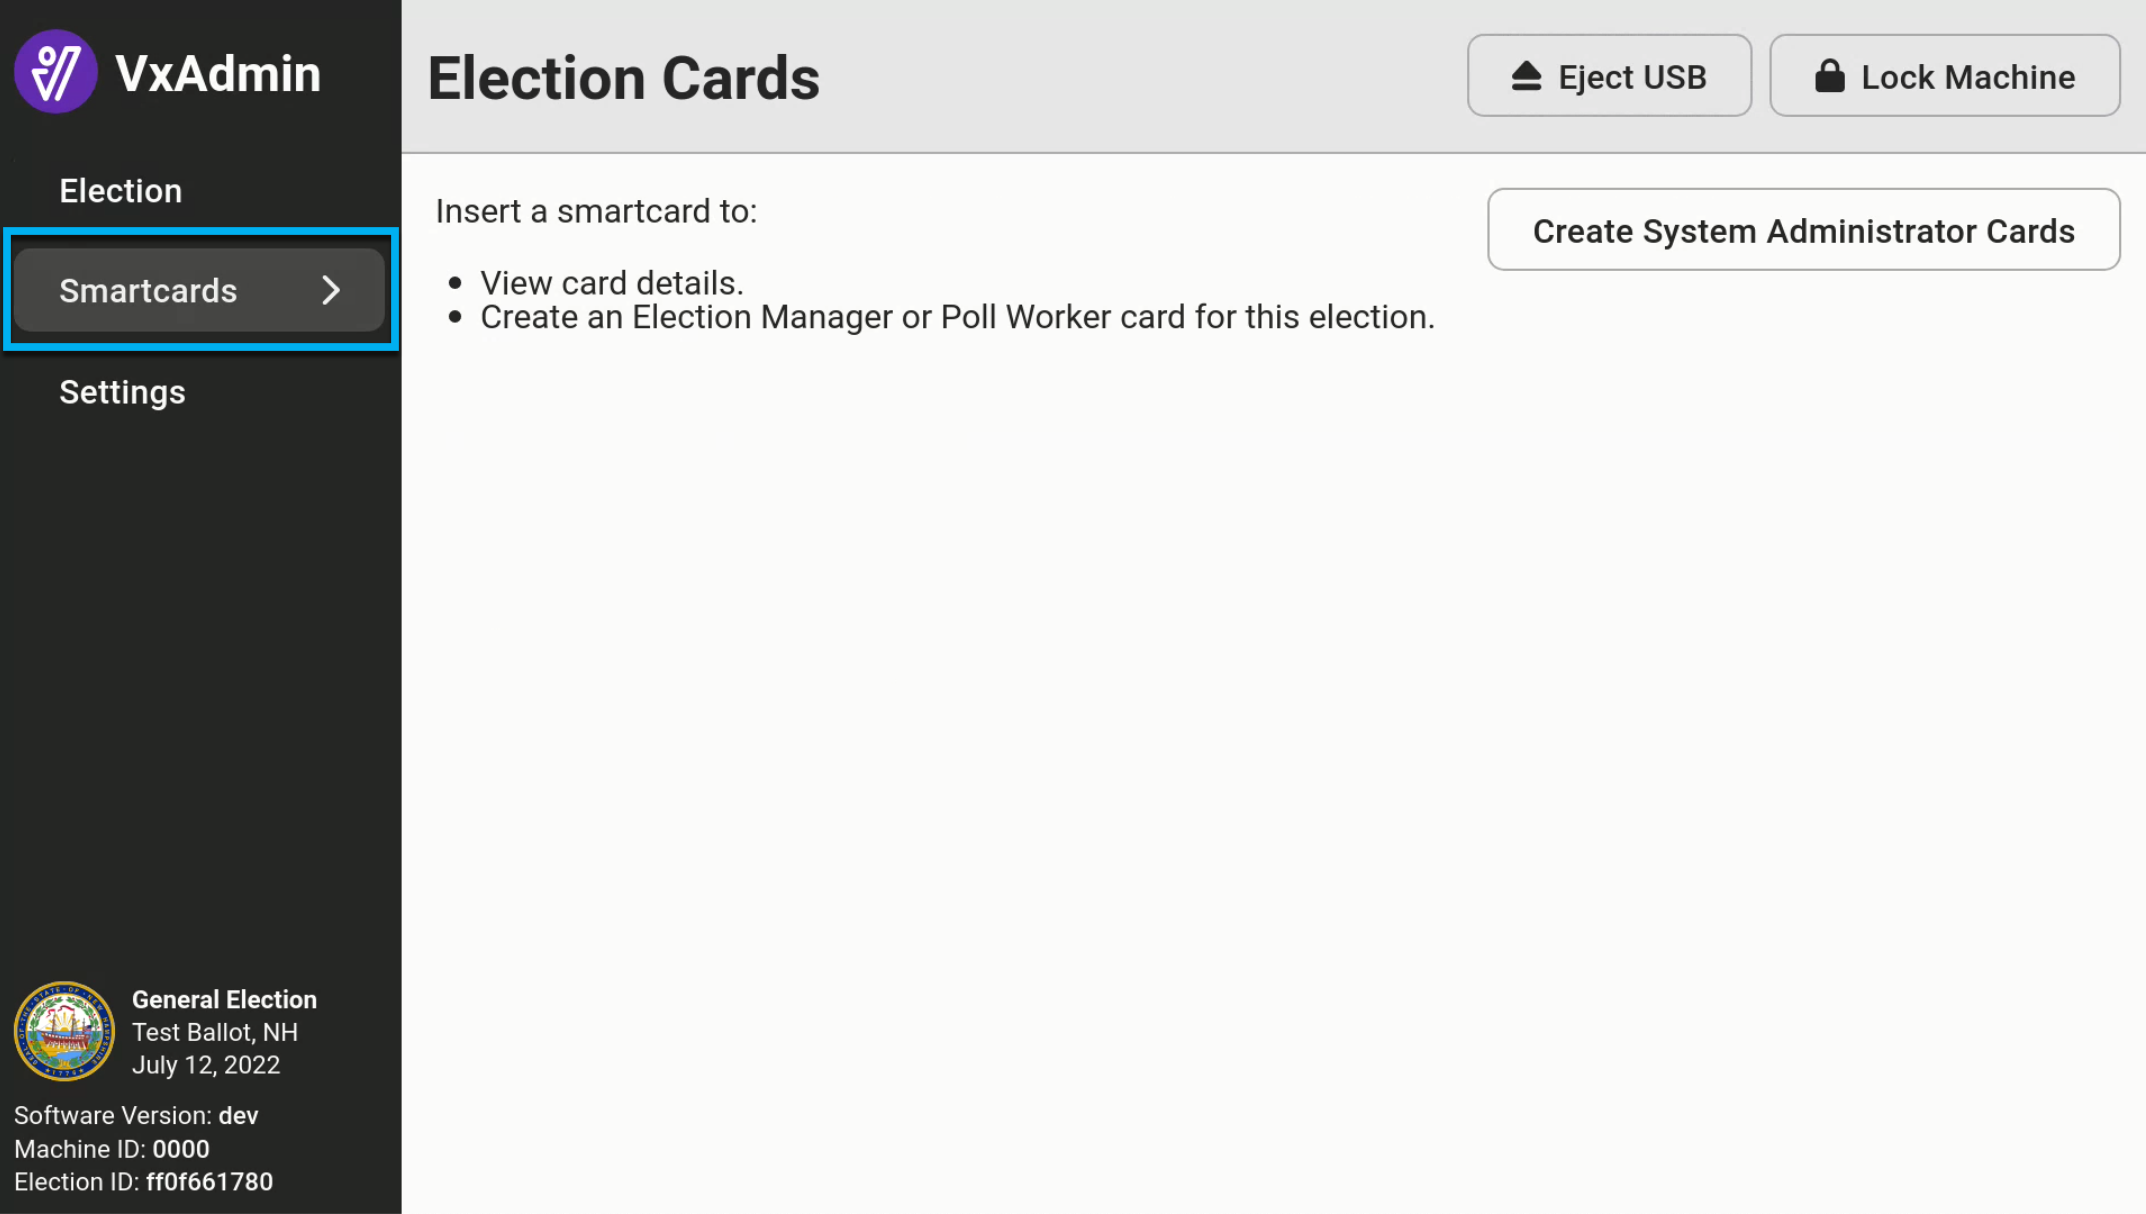 VxAdmin
Election
Smartcards
Settings
General Election
Test Ballot, NH
July 12, 2022
Software Version: dev
Machine ID: 0000
Election ID: ff0f661780
Election Cards
Eject USB
Lock Machine
Insert a smartcard to:
• View card details.
• Create an Election Manager or Poll Worker card for this election.
Create System Administrator Cards